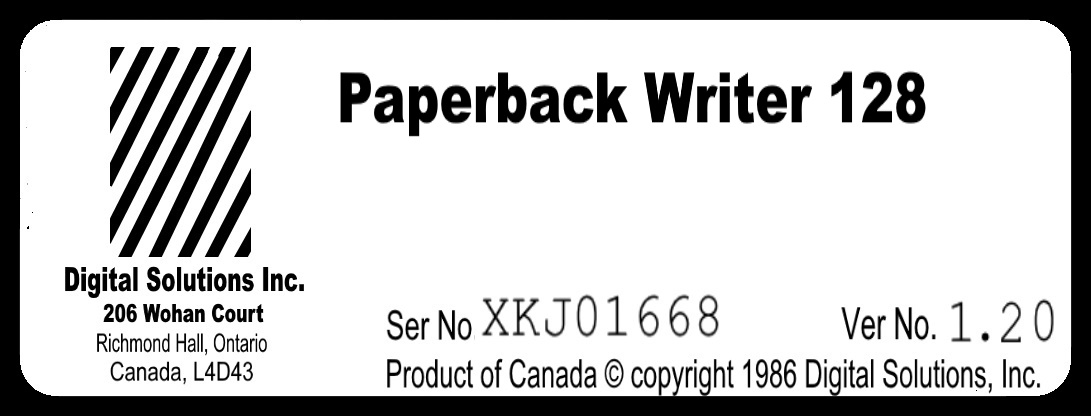 Paperback Writer 128
Digital Solutions Inc.
206 Wohan Court
Richmond Hall, Ontario
Canada, L4D43
Ser No XKJ01668 Ver No. 1.20
Product of Canada © copyright 1986 Digital Solutions, Inc.